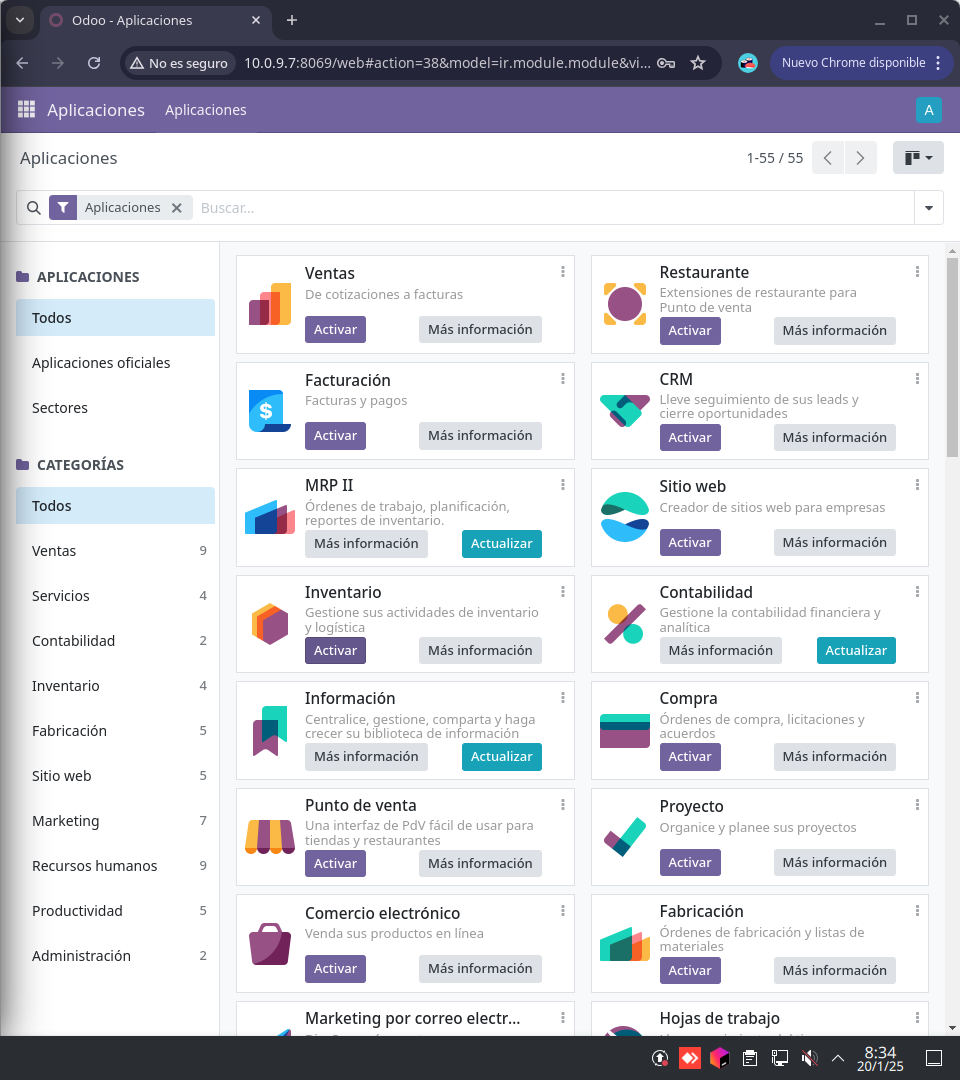 Odoo - Aplicaciones
No es seguro
10.0.9.7:8069/web#action=38&model=ir.module.module&vi...
Nuevo Chrome disponible
Aplicaciones
Aplicaciones
A
Aplicaciones
1-55 / 55
Aplicaciones
Buscar...
APLICACIONES
Todos
Aplicaciones oficiales
Sectores
CATEGORÍAS
Todos
Ventas 9
Servicios 4
Contabilidad 2
Inventario 4
Fabricación 5
Sitio web 5
Marketing 7
Recursos humanos 9
Productividad 5
Administración 2
Ventas
De cotizaciones a facturas
Activar
Más información
Restaurante
Extensiones de restaurante para
Punto de venta
Activar
Más información
Facturación
Facturas y pagos
Activar
Más información
$
CRM
Lleve seguimiento de sus leads y
cierre oportunidades
Activar
Más información
MRP II
Órdenes de trabajo, planificación,
reportes de inventario.
Más información
Actualizar
Sitio web
Creador de sitios web para empresas
Activar
Más información
Inventario
Gestione sus actividades de inventario
y logística
Activar
Más información
Contabilidad
Gestione la contabilidad financiera y
analítica
Más información
Actualizar
Información
Centralice, gestione, comparta y haga
crecer su biblioteca de información
Más información
Actualizar
Compra
Órdenes de compra, licitaciones y
acuerdos
Activar
Más información
Punto de venta
Una interfaz de PdV fácil de usar para
tiendas y restaurantes
Activar
Más información
Proyecto
Organice y planee sus proyectos
Activar
Más información
Comercio electrónico
Venda sus productos en línea
Activar
Más información
Fabricación
Órdenes de fabricación y listas de
materiales
Activar
Más información
Marketing por correo electr...
Hojas de trabajo
8:34
20/1/25